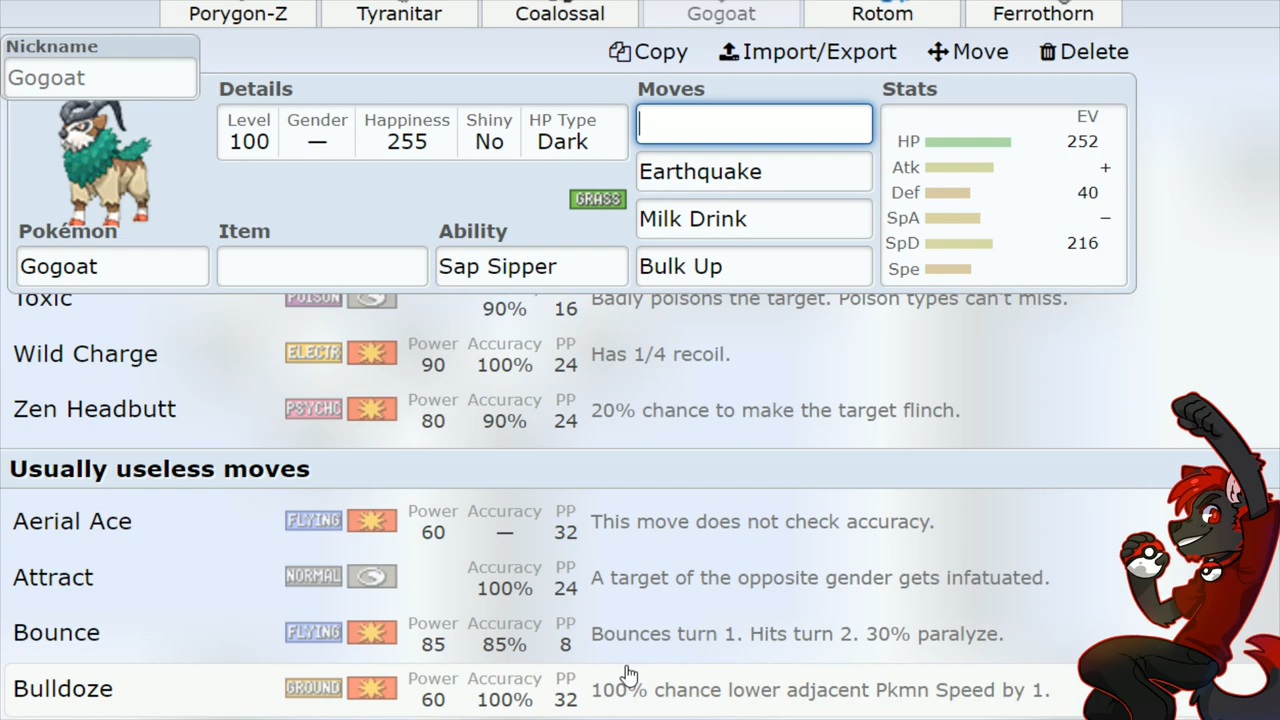 Porygon-Z Tyranitar Coalossal Gogoat Rotom Ferrothorn
Nickname
Gogoat
Copy Import/Export Move Delete
Details
Level Gender Happiness Shiny HP Type
100 — 255 No Dark
GRASS
Pokémon Item Ability
Gogoat Sap Sipper
Moves
Earthquake
Milk Drink
Bulk Up
Stats
EV
HP 252
Atk +
Def 40
SpA −
SpD 216
Spe
Toxic POISON 90% 16 Badly poisons the target. Poison types can't miss.
Wild Charge ELECTR Power Accuracy PP Has 1/4 recoil.
90 100% 24
Zen Headbutt PSYCHC Power Accuracy PP 20% chance to make the target flinch.
80 90% 24
Usually useless moves
Aerial Ace FLYING Power Accuracy PP This move does not check accuracy.
60 — 32
Attract NORMAL Accuracy PP A target of the opposite gender gets infatuated.
100% 24
Bounce FLYING Power Accuracy PP Bounces turn 1. Hits turn 2. 30% paralyze.
85 85% 8
Bulldoze GROUND Power Accuracy PP 100% chance lower adjacent Pkmn Speed by 1.
60 100% 32